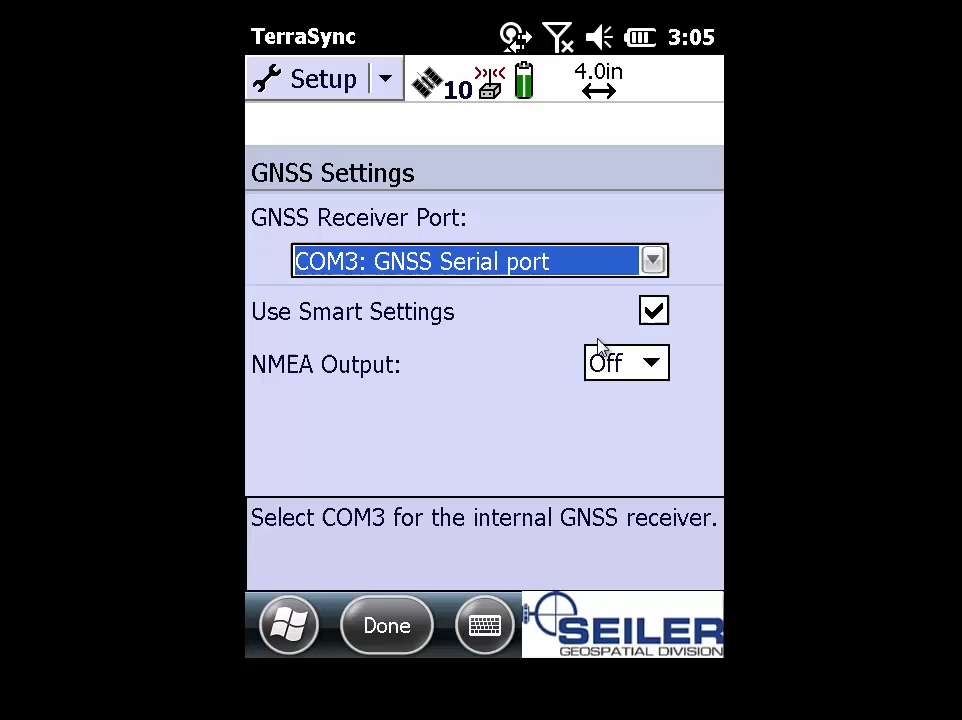 TerraSync 3:05
Setup 10 4.0in
GNSS Settings
GNSS Receiver Port:
COM3: GNSS Serial port
Use Smart Settings
NMEA Output: Off
Select COM3 for the internal GNSS receiver.
Done
SEILER
GEOSPATIAL DIVISION